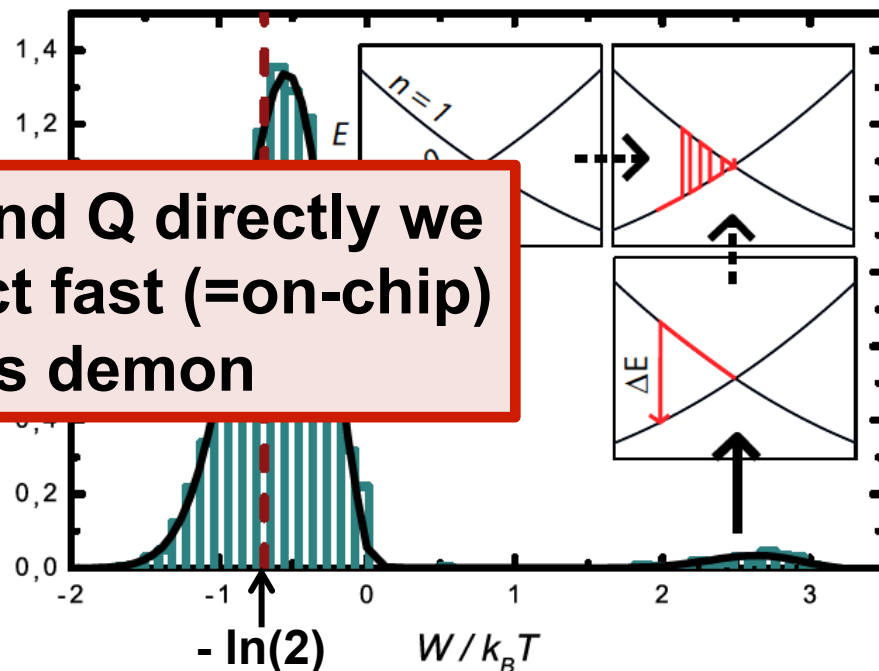 1,4
1,2
E
n = 1
nd Q directly we
ct fast (=on-chip)
s demon
ΔE
0,2
0,0
-2 -1 0 1 2 3
- ln(2)
W / k_BT